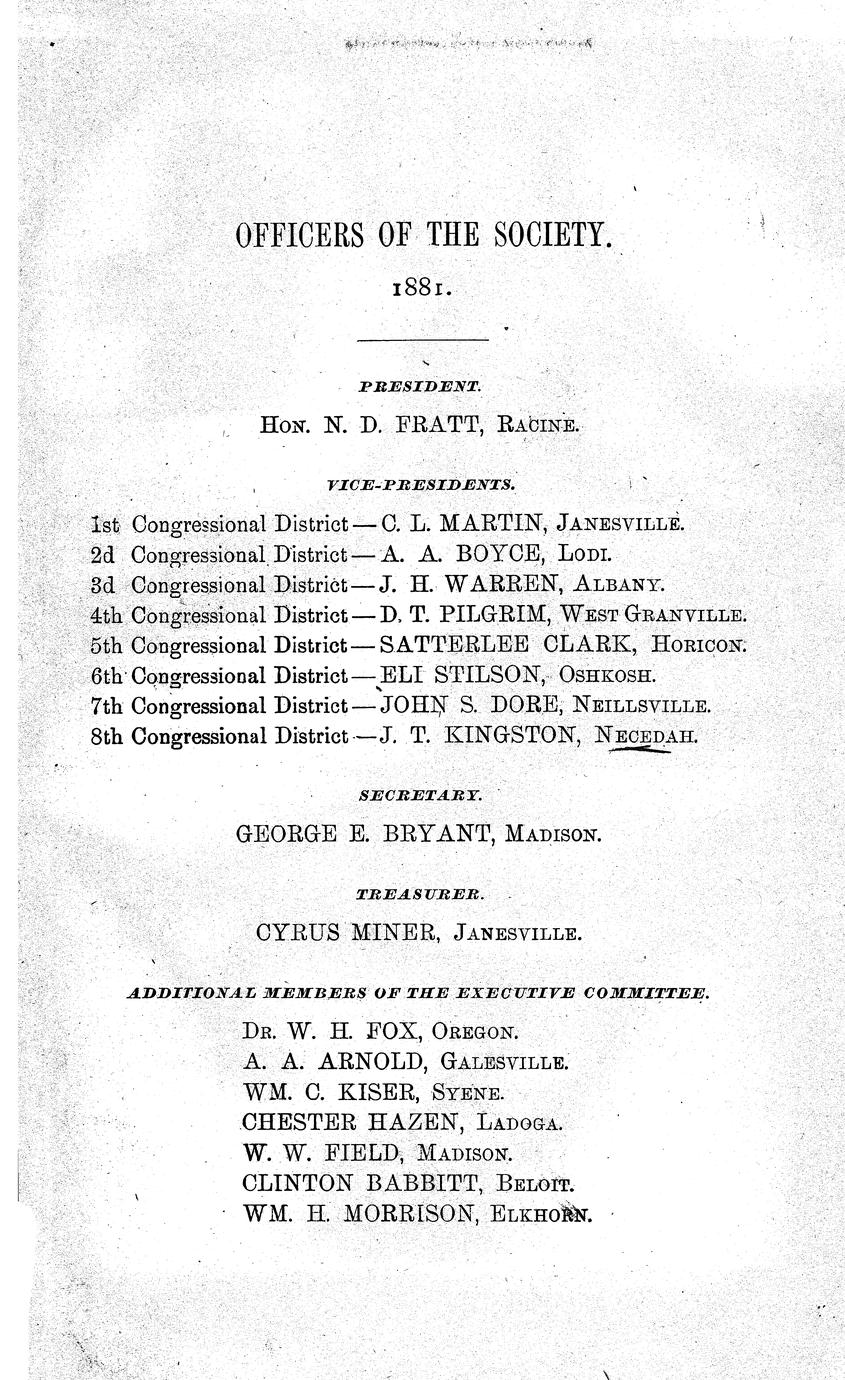 OFFICERS OF THE SOCIETY.
1881.
PRESIDENT.
HON. N. D. FRATT, RACINE.
VICE-PRESIDENTS.
1st Congressional District — C. L. MARTIN, JANESVILLE.
2d Congressional District — A. A. BOYCE, LODI.
3d Congressional District — J. H. WARREN, ALBANY.
4th Congressional District — D. T. PILGRIM, WEST GRANVILLE.
5th Congressional District — SATTERLEE CLARK, HORICON.
6th Congressional District — ELI STILSON, OSHKOSH.
7th Congressional District — JOHN S. DORE, NEILLSVILLE.
8th Congressional District — J. T. KINGSTON, NECEDAH.
SECRETARY.
GEORGE E. BRYANT, MADISON.
TREASURER.
CYRUS MINER, JANESVILLE.
ADDITIONAL MEMBERS OF THE EXECUTIVE COMMITTEE.
DR. W. H. FOX, OREGON.
A. A. ARNOLD, GALESVILLE.
WM. C. KISER, SYENE.
CHESTER HAZEN, LADOGA.
W. W. FIELD, MADISON.
CLINTON BABBITT, BELOIT.
WM. H. MORRISON, ELKHORN.